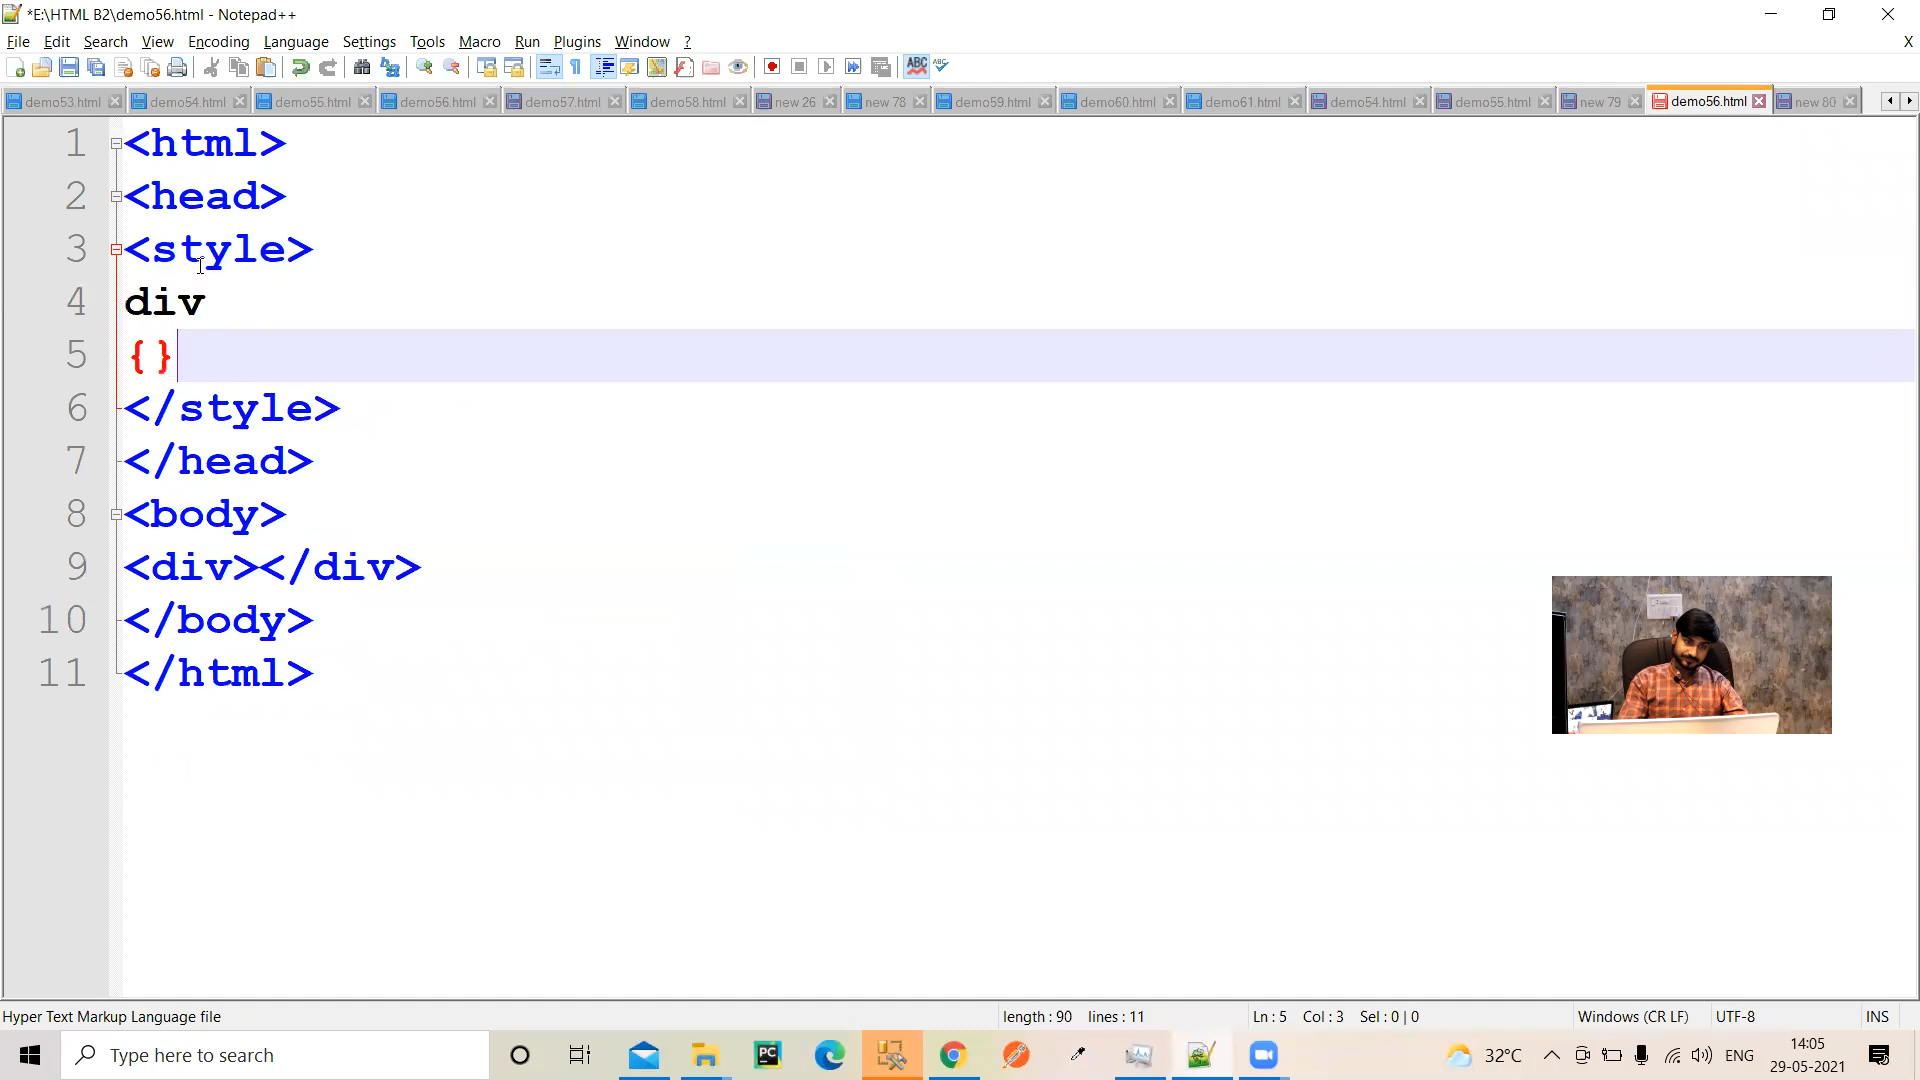 *E:\HTML B2\demo56.html - Notepad++
File Edit Search View Encoding Language Settings Tools Macro Run Plugins Window ? X
demo53.html demo54.html demo55.html demo56.html demo57.html demo58.html new 26 new 78 demo59.html demo60.html demo61.html demo54.html demo55.html new 79 demo56.html new 80
1 <html>
2 <head>
3 <style>
4 div
5 {}
6 </style>
7 </head>
8 <body>
9 <div></div>
10 </body>
11 </html>
Hyper Text Markup Language file length : 90 lines : 11 Ln : 5 Col : 3 Sel : 0 | 0 Windows (CR LF) UTF-8 INS
Type here to search 32°C ENG 14:05
29-05-2021